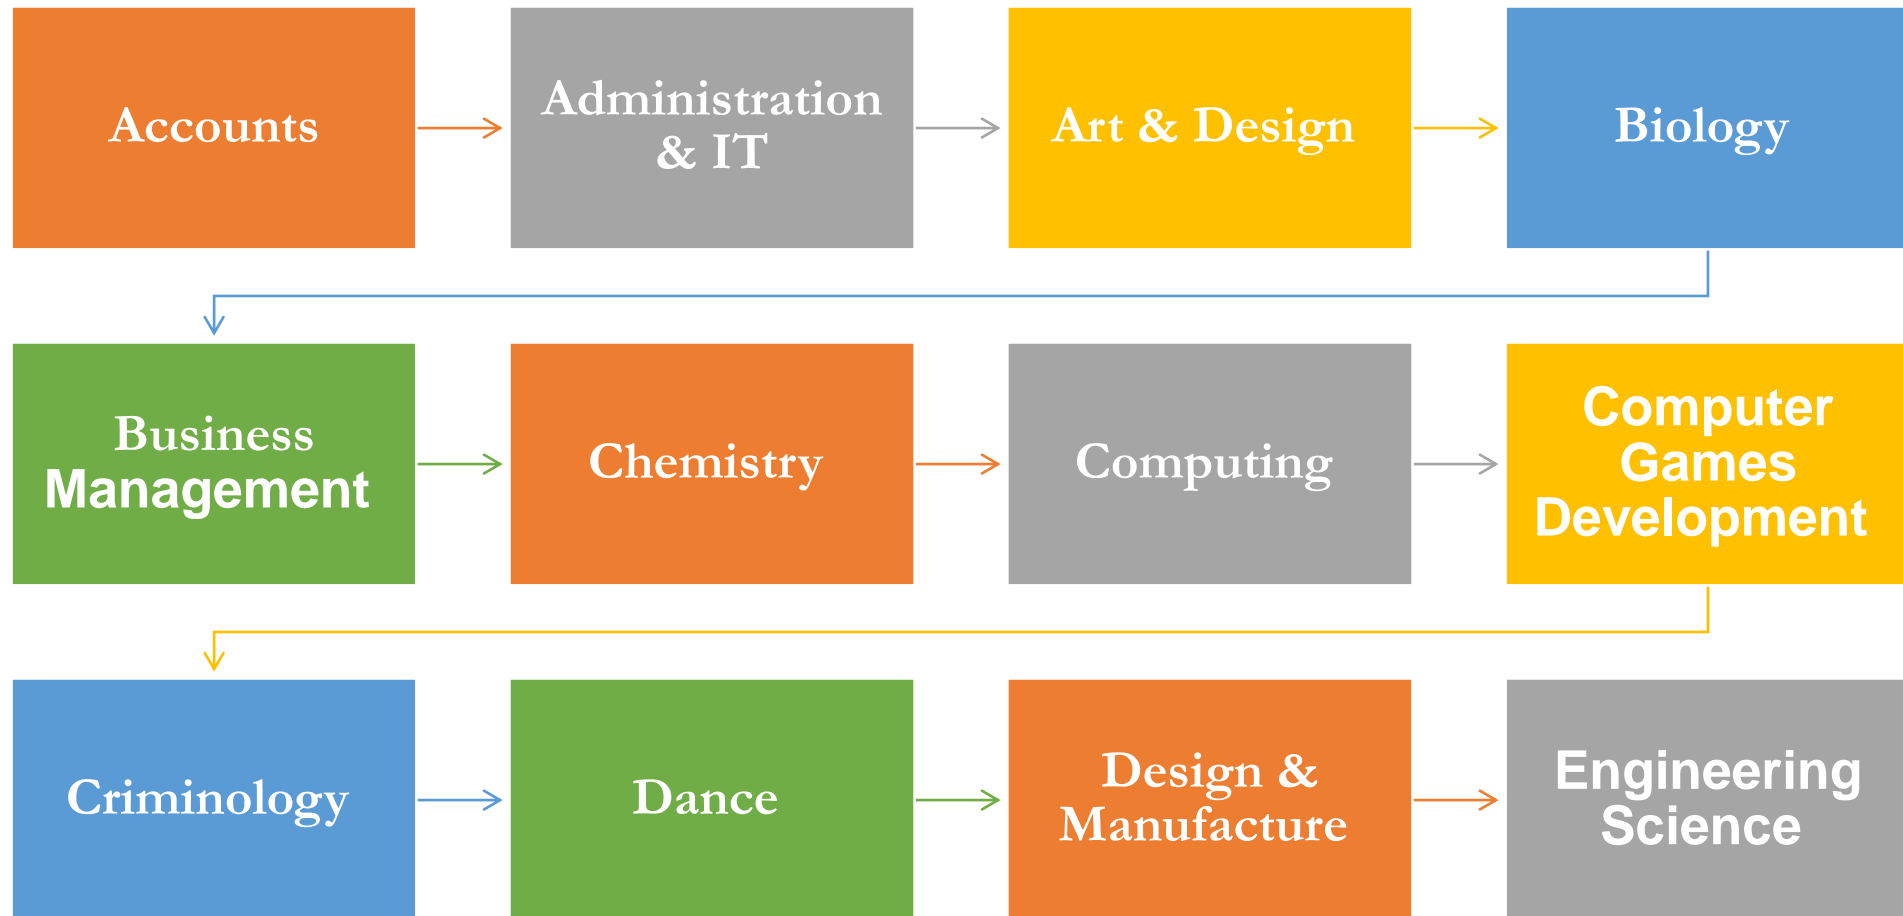 Accounts
Administration
& IT
Art & Design
Biology
Business
Management
Chemistry
Computing
Computer
Games
Development
Criminology
Dance
Design &
Manufacture
Engineering
Science